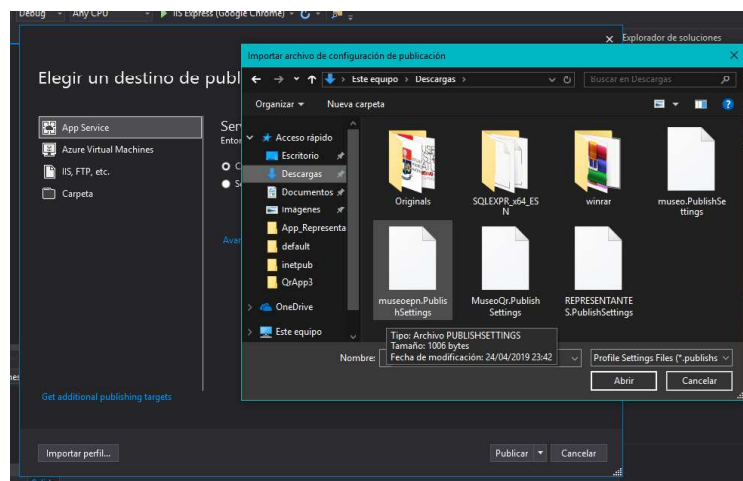 Debug Any CPU IIS Express (Google Chrome)
Explorador de soluciones
Elegir un destino de publ
App Service
Azure Virtual Machines
IIS, FTP, etc.
Carpeta
Get additional publishing targets
Importar perfil...
Publicar
Cancelar
Importar archivo de configuración de publicación
Este equipo > Descargas >
Buscar en Descargas
Organizar
Nueva carpeta
Acceso rápido
Escritorio
Descargas
Documentos
Imágenes
App_Representa
default
inetpub
QrApp3
OneDrive
Este equipo
Originals
SQLEXPR_x64_ES
N
winrar
museo.PublishSe
ttings
museoepn.Publis
hSettings
MuseoQr.Publish
Settings
REPRESENTANTE
S.PublishSettings
Tipo: Archivo PUBLISHSETTINGS
Tamaño: 1006 bytes
Fecha de modificación: 24/04/2019 23:42
Nombre:
Profile Settings Files (*.publishs
Abrir
Cancelar